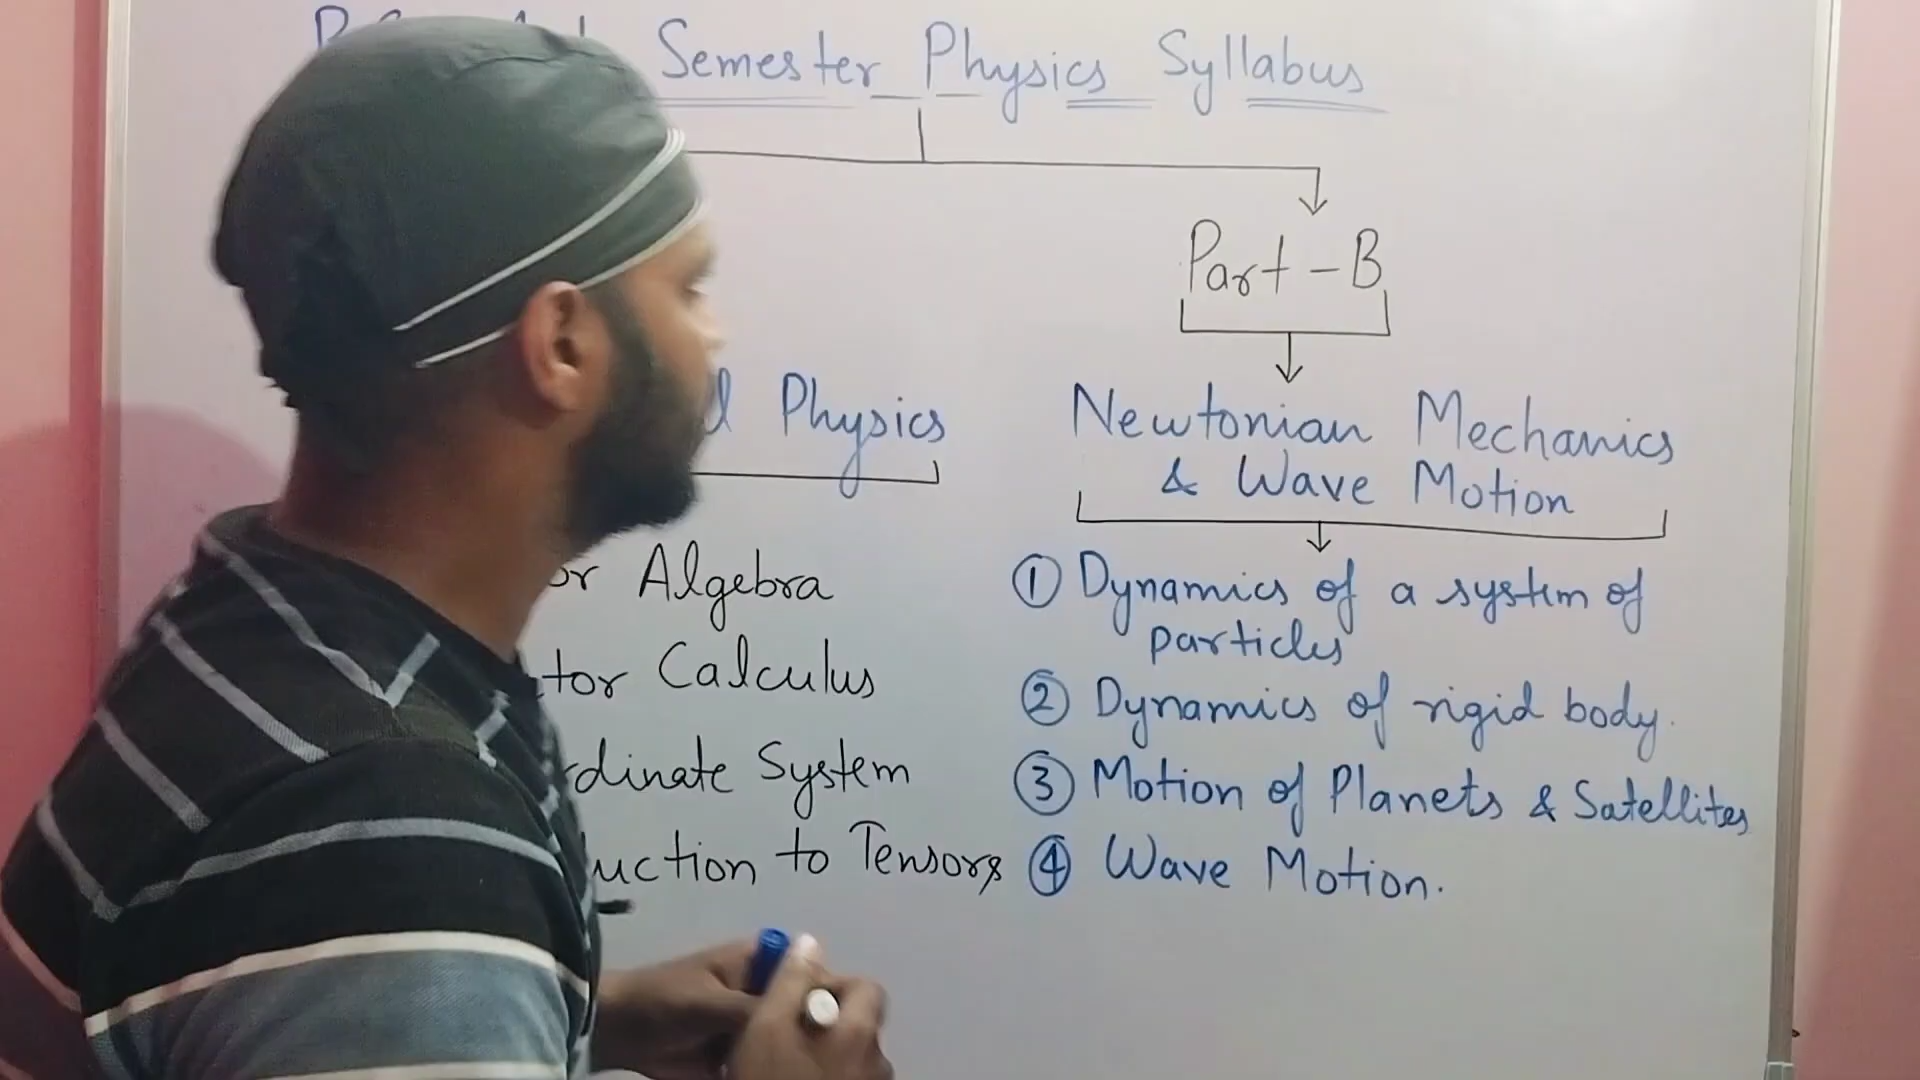 Semester Physics Syllabus
Part-B
Physics
Newtonian Mechanics
& Wave Motion
Algebra
Calculus
System
to Tensors
① Dynamics of a system of
particles
② Dynamics of rigid body.
③ Motion of Planets & Satellites
④ Wave Motion.